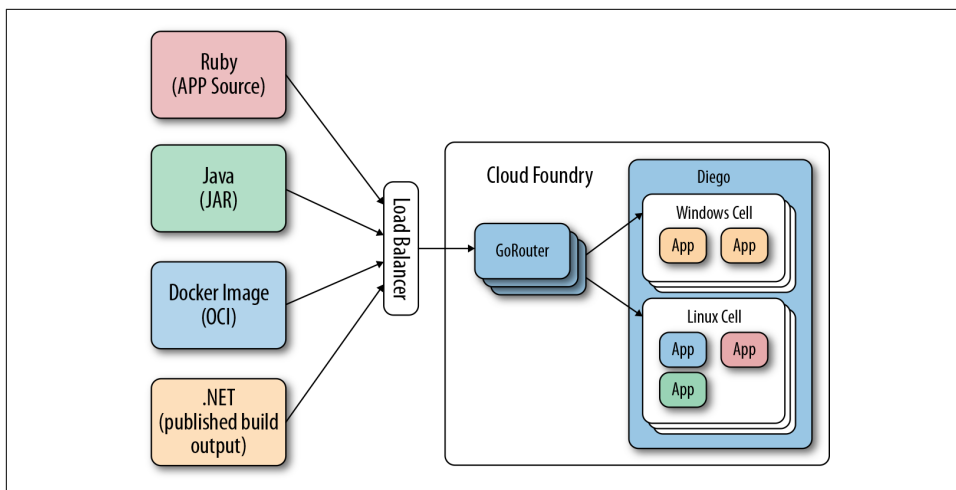 Ruby
(APP Source)
Java
(JAR)
Docker Image
(OCI)
.NET
(published build
output)
Load Balancer
Cloud Foundry
GoRouter
Diego
Windows Cell
App
App
Linux Cell
App
App
App